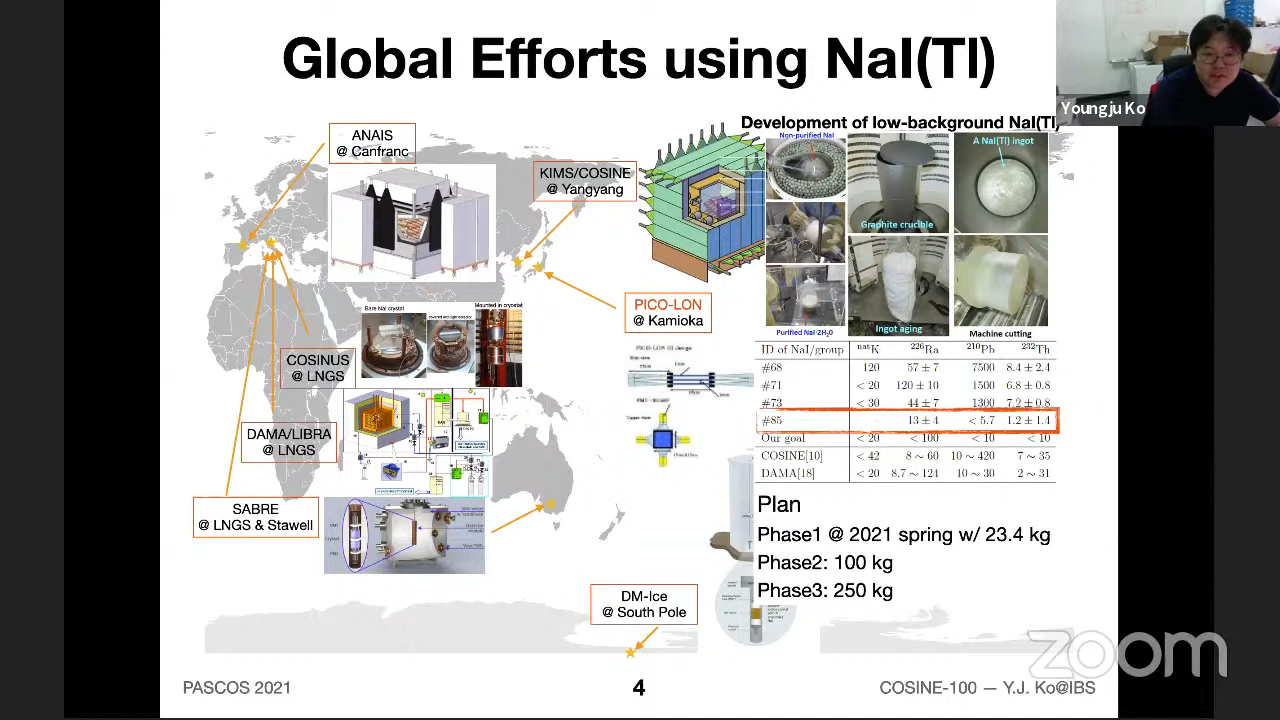 Global Efforts using NaI(Tl)
Youngju Ko
ANAIS
@ Canfranc
KIMS/COSINE
@ Yangyang
Development of low-background NaI(Tl)
Non-purified NaI
Graphite crucible
A NaI(Tl) ingot
Purified NaI·2H₂O
Ingot aging
Machine cutting
PICO-LON
@ Kamioka
Bare NaI crystal
Mounted in cryostat
COSINUS
@ LNGS
DAMA/LIBRA
@ LNGS
SABRE
@ LNGS & Stawell
DM-Ice
@ South Pole
ID of NaI/group natK 226Ra 210Pb 232Th
#68 120 57 ± 7 7500 8.4 ± 2.4
#71 < 20 120 ± 10 1500 6.8 ± 0.8
#73 < 30 44 ± 7 1300 7.2 ± 0.8
#85 13 ± 4 < 5.7 1.2 ± 1.4
Our goal < 20 < 100 < 10 < 10
COSINE[10] < 42 8 ~ 60 10 ~ 420 7 ~ 35
DAMA[18] < 20 8.7 ~ 124 10 ~ 30 2 ~ 31
Plan
Phase1 @ 2021 spring w/ 23.4 kg
Phase2: 100 kg
Phase3: 250 kg
PASCOS 2021
4
COSINE-100 — Y.J. Ko@IBS
zoom